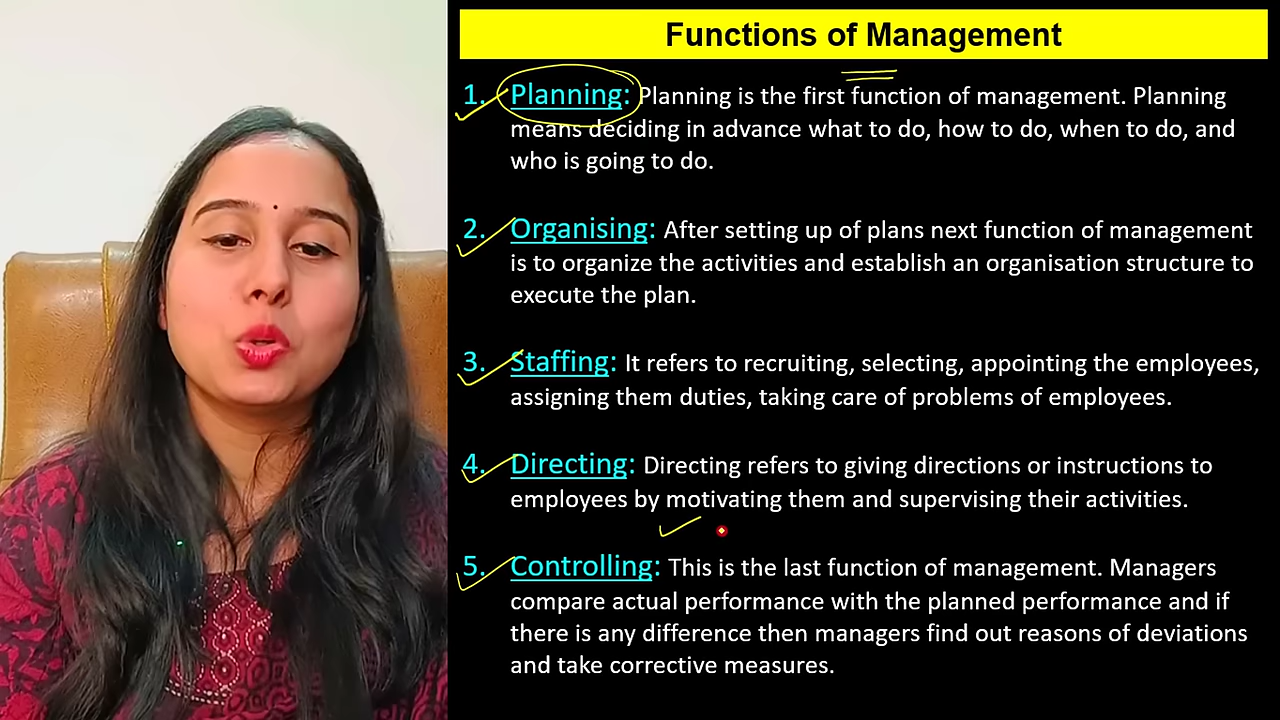 Functions of Management
1. Planning: Planning is the first function of management. Planning
means deciding in advance what to do, how to do, when to do, and
who is going to do.
2. Organising: After setting up of plans next function of management
is to organize the activities and establish an organisation structure to
execute the plan.
3. Staffing: It refers to recruiting, selecting, appointing the employees,
assigning them duties, taking care of problems of employees.
4. Directing: Directing refers to giving directions or instructions to
employees by motivating them and supervising their activities.
5. Controlling: This is the last function of management. Managers
compare actual performance with the planned performance and if
there is any difference then managers find out reasons of deviations
and take corrective measures.